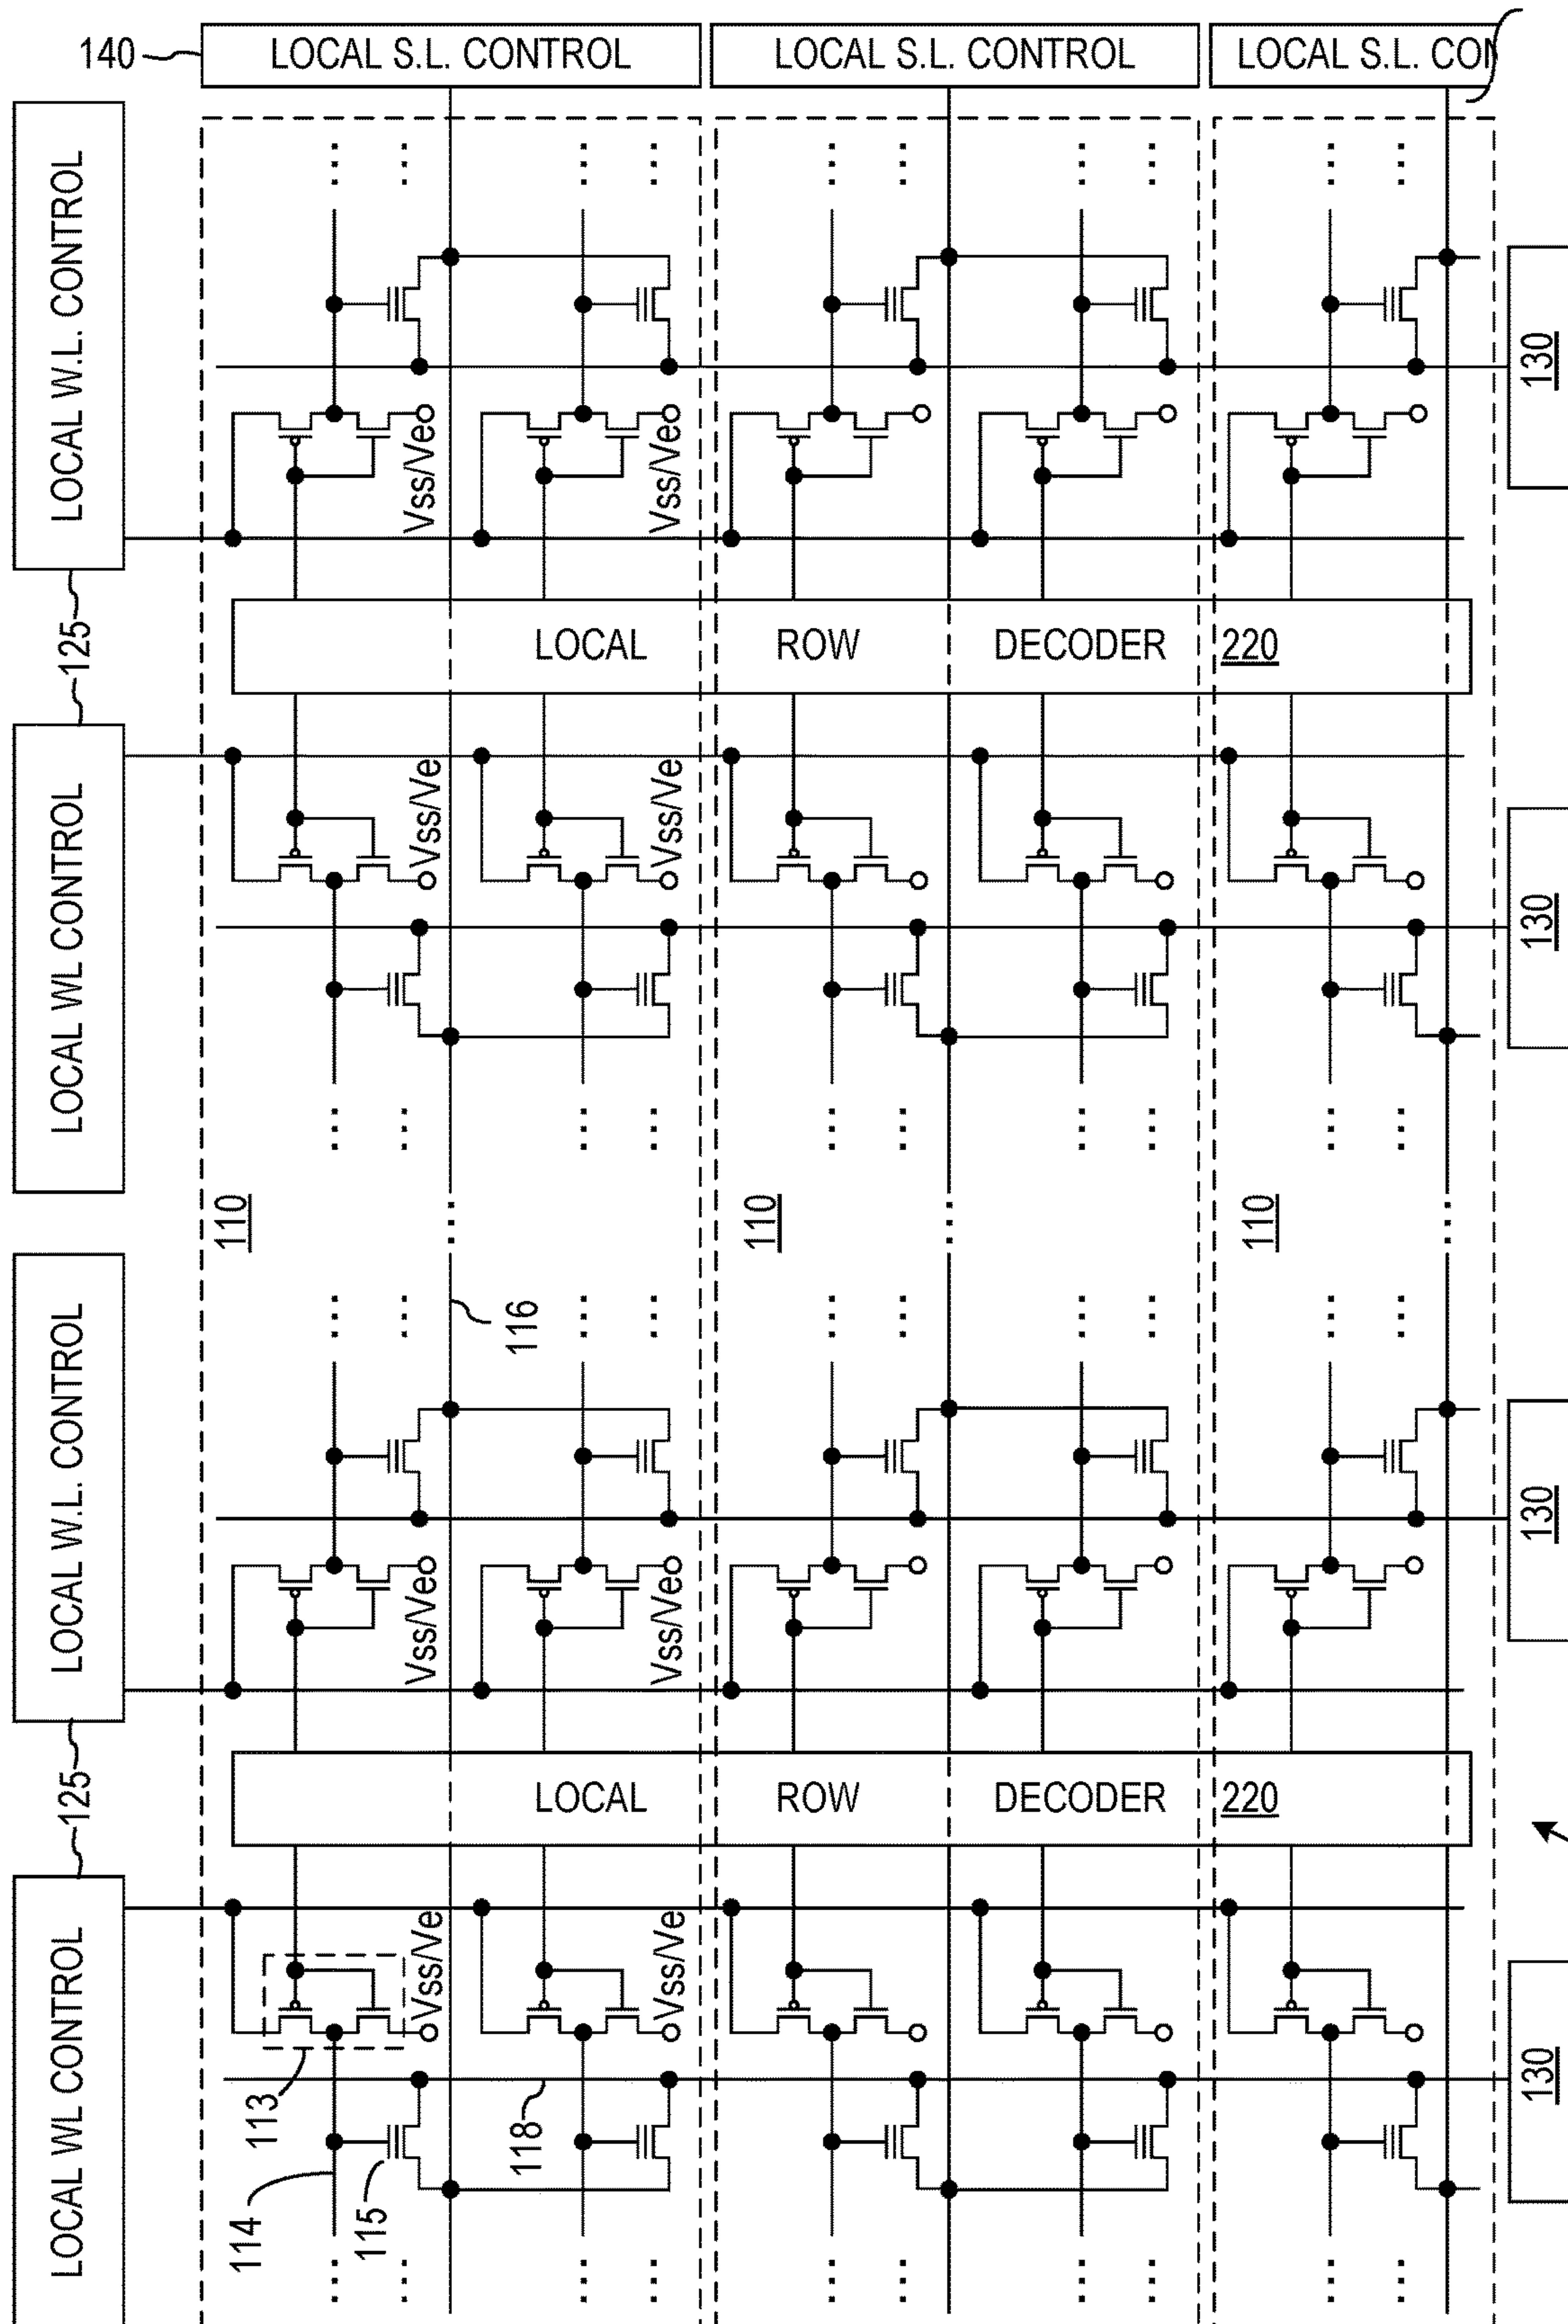 140
LOCAL S.L. CONTROL
LOCAL S.L. CONTROL
LOCAL S.L. CON
LOCAL W.L. CONTROL
130
Vss/Ve
Vss/Ve
125
LOCAL ROW DECODER 220
LOCAL WL CONTROL
Vss/Ve
Vss/Ve
130
110
110
110
LOCAL W.L. CONTROL
116
130
Vss/Ve
Vss/Ve
125
LOCAL ROW DECODER 220
LOCAL WL CONTROL
Vss/Ve
Vss/Ve
130
113
118
114
115